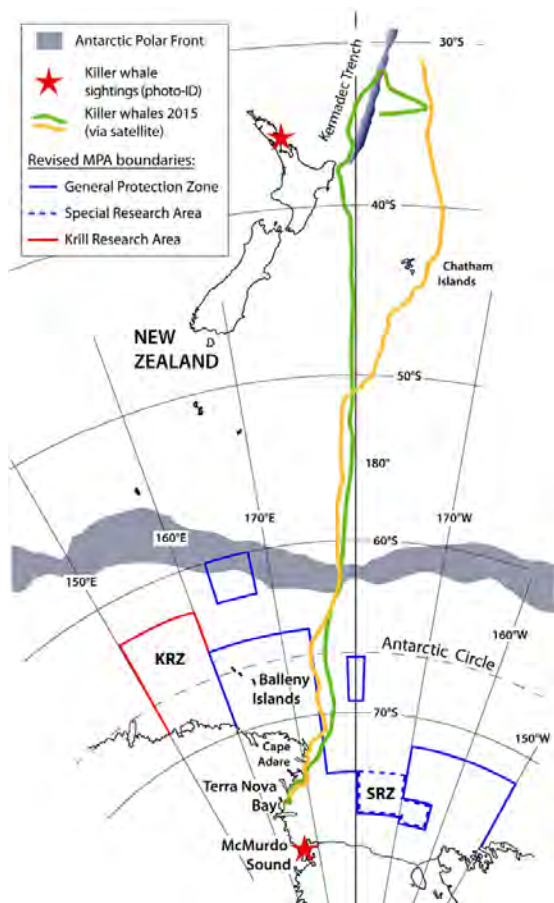 Antarctic Polar Front
Killer whale
sightings (photo-ID)
Killer whales 2015
(via satellite)
Revised MPA boundaries:
General Protection Zone
Special Research Area
Krill Research Area
30°S
Kermadec Trench
40°S
Chatham
Islands
NEW
ZEALAND
50°S
180°
170°E
170°W
160°E
60°S
150°E
160°W
KRZ
Antarctic Circle
Balleny
Islands
150°W
70°S
Cape
Adare
Terra Nova
Bay
SRZ
McMurdo
Sound